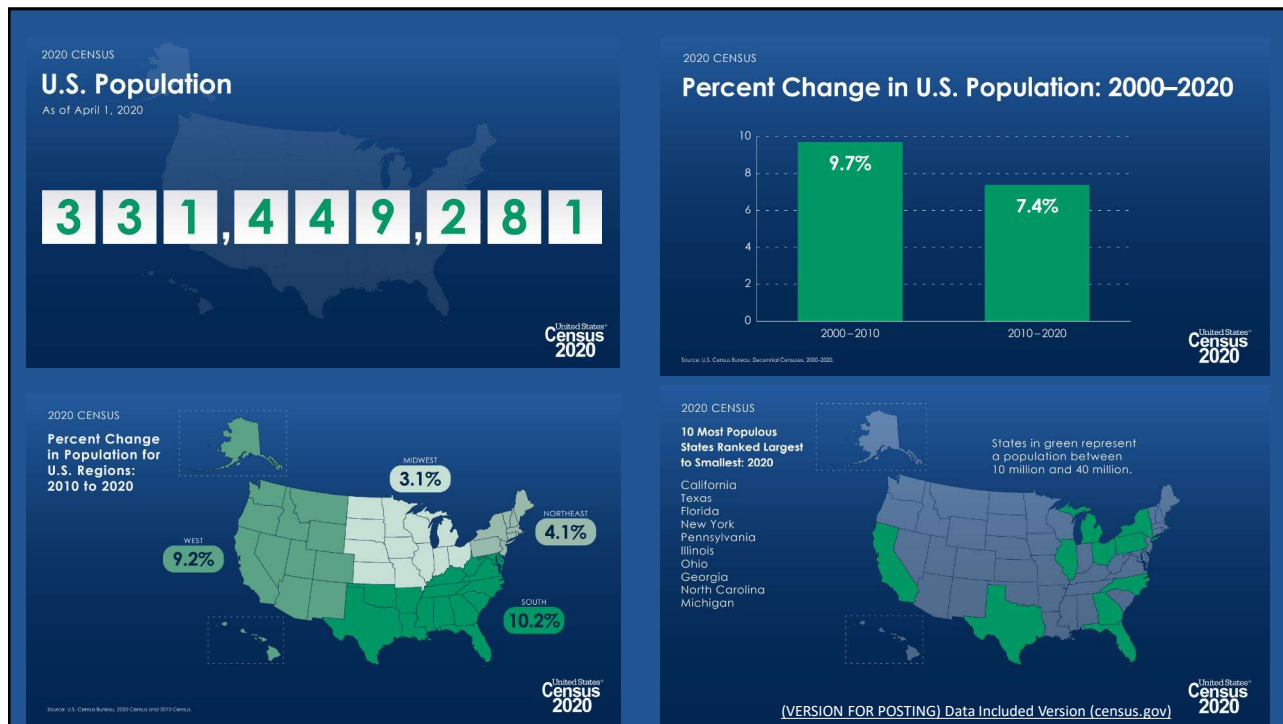 2020 CENSUS
U.S. Population
As of April 1, 2020
331,449,281
United States®
Census
2020
2020 CENSUS
Percent Change in U.S. Population: 2000–2020
10
8
6
4
2
0
9.7%
7.4%
2000–2010
2010–2020
Source: U.S. Census Bureau, Decennial Censuses, 2000–2020.
United States®
Census
2020
2020 CENSUS
Percent Change
in Population for
U.S. Regions:
2010 to 2020
MIDWEST
3.1%
NORTHEAST
4.1%
WEST
9.2%
SOUTH
10.2%
Source: U.S. Census Bureau, 2020 Census and 2010 Census.
United States®
Census
2020
2020 CENSUS
10 Most Populous
States Ranked Largest
to Smallest: 2020
States in green represent
a population between
10 million and 40 million.
California
Texas
Florida
New York
Pennsylvania
Illinois
Ohio
Georgia
North Carolina
Michigan
United States®
Census
2020
(VERSION FOR POSTING) Data Included Version (census.gov)